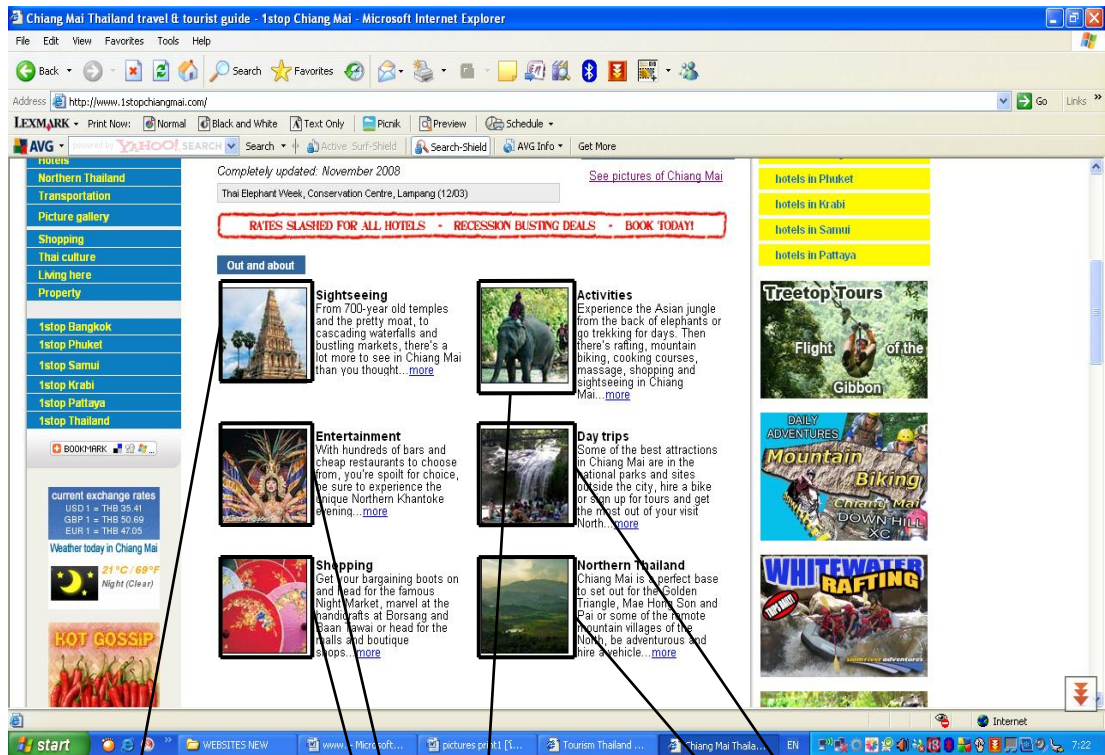 Chiang Mai Thailand travel & tourist guide - 1stop Chiang Mai - Microsoft Internet Explorer
File Edit View Favorites Tools Help
Back Search Favorites
Address http://www.1stopchiangmai.com/ Go Links »
LEXMARK Print Now: Normal Black and White Text Only Picnik Preview Schedule
AVG powered by YAHOO! SEARCH Search Active Surf-Shield Search-Shield AVG Info Get More
Hotels
Northern Thailand
Transportation
Picture gallery
Shopping
Thai culture
Living here
Property
1stop Bangkok
1stop Phuket
1stop Samui
1stop Krabi
1stop Pattaya
1stop Thailand
BOOKMARK
current exchange rates
USD 1 = THB 35.41
GBP 1 = THB 50.69
EUR 1 = THB 47.05
Weather today in Chiang Mai
21°C / 69°F
Night (Clear)
HOT GOSSIP
Completely updated: November 2008
See pictures of Chiang Mai
Thai Elephant Week, Conservation Centre, Lampang (12/03)
RATES SLASHED FOR ALL HOTELS - RECESSION BUSTING DEALS - BOOK TODAY!
Out and about
Sightseeing
From 700-year old temples
and the pretty moat, to
cascading waterfalls and
bustling markets, there's a
lot more to see in Chiang Mai
than you thought...more
Activities
Experience the Asian jungle
from the back of elephants or
go trekking for days. Then
there's rafting, mountain
biking, cooking courses,
massage, shopping and
sightseeing in Chiang
Mai...more
Entertainment
With hundreds of bars and
cheap restaurants to choose
from, you're spoilt for choice,
be sure to experience the
unique Northern Khantoke
evening...more
Day trips
Some of the best attractions
in Chiang Mai are in the
national parks and sites
outside the city, hire a bike
or sign up for tours and get
the most out of your visit
North...more
Shopping
Get your bargaining boots on
and head for the famous
Night Market, marvel at the
handicrafts at Borsang and
Baan Tawai or head for the
malls and boutique
shops...more
Northern Thailand
Chiang Mai is a perfect base
to set out for the Golden
Triangle, Mae Hong Son and
Pai or some of the remote
mountain villages of the
North, be adventurous and
hire a vehicle...more
hotels in Phuket
hotels in Krabi
hotels in Samui
hotels in Pattaya
Treetop Tours
Flight of the
Gibbon
DAILY
ADVENTURES
Mountain
Biking
Chiang Mai
DOWN HILL
XC
WHITEWATER
RAFTING
TRIPS DAILY!
siam river adventures
Internet
start WEBSITES NEW www. - Microsoft... Tourism Thailand ... Chiang Mai Thaila... EN 7:22